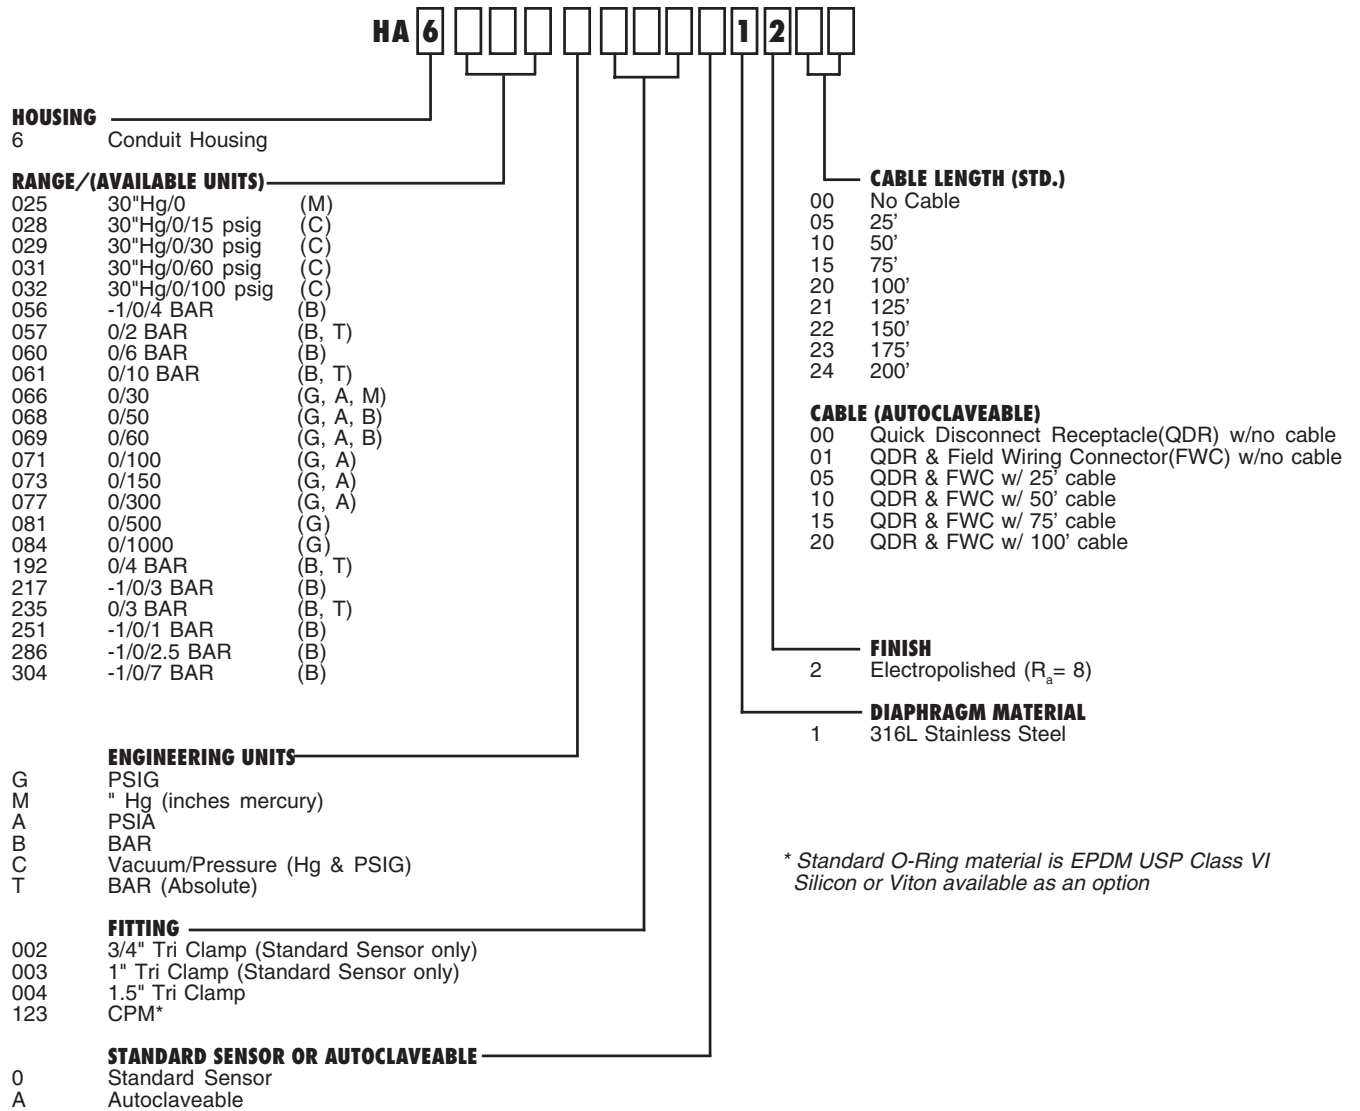 HA 6 1 2
HOUSING
6 Conduit Housing
RANGE/(AVAILABLE UNITS)
025 30"Hg/0 (M)
028 30"Hg/0/15 psig (C)
029 30"Hg/0/30 psig (C)
031 30"Hg/0/60 psig (C)
032 30"Hg/0/100 psig (C)
056 -1/0/4 BAR (B)
057 0/2 BAR (B, T)
060 0/6 BAR (B)
061 0/10 BAR (B, T)
066 0/30 (G, A, M)
068 0/50 (G, A, B)
069 0/60 (G, A, B)
071 0/100 (G, A)
073 0/150 (G, A)
077 0/300 (G, A)
081 0/500 (G)
084 0/1000 (G)
192 0/4 BAR (B, T)
217 -1/0/3 BAR (B)
235 0/3 BAR (B, T)
251 -1/0/1 BAR (B)
286 -1/0/2.5 BAR (B)
304 -1/0/7 BAR (B)
ENGINEERING UNITS
G PSIG
M " Hg (inches mercury)
A PSIA
B BAR
C Vacuum/Pressure (Hg & PSIG)
T BAR (Absolute)
FITTING
002 3/4" Tri Clamp (Standard Sensor only)
003 1" Tri Clamp (Standard Sensor only)
004 1.5" Tri Clamp
123 CPM*
STANDARD SENSOR OR AUTOCLAVEABLE
0 Standard Sensor
A Autoclaveable
CABLE LENGTH (STD.)
00 No Cable
05 25’
10 50’
15 75’
20 100’
21 125’
22 150’
23 175’
24 200’
CABLE (AUTOCLAVEABLE)
00 Quick Disconnect Receptacle(QDR) w/no cable
01 QDR & Field Wiring Connector(FWC) w/no cable
05 QDR & FWC w/ 25’ cable
10 QDR & FWC w/ 50’ cable
15 QDR & FWC w/ 75’ cable
20 QDR & FWC w/ 100’ cable
FINISH
2 Electropolished (Ra= 8)
DIAPHRAGM MATERIAL
1 316L Stainless Steel
* Standard O-Ring material is EPDM USP Class VI
Silicon or Viton available as an option